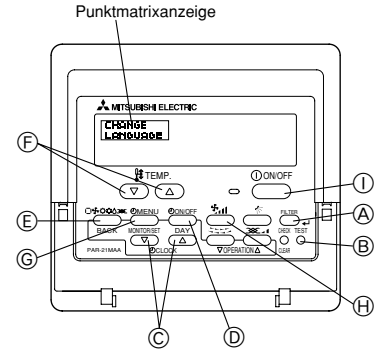 Punktmatrixanzeige
MITSUBISHI ELECTRIC
CHANGE
LANGUAGE
TEMP.
ON/OFF
MENU
ON/OFF
FILTER
BACK
MONITOR/SET
DAY
CHECK
TEST
PAR-21MAA
CLOCK
OPERATION
CLEAR
F
I
E
A
G
B
C
D
H